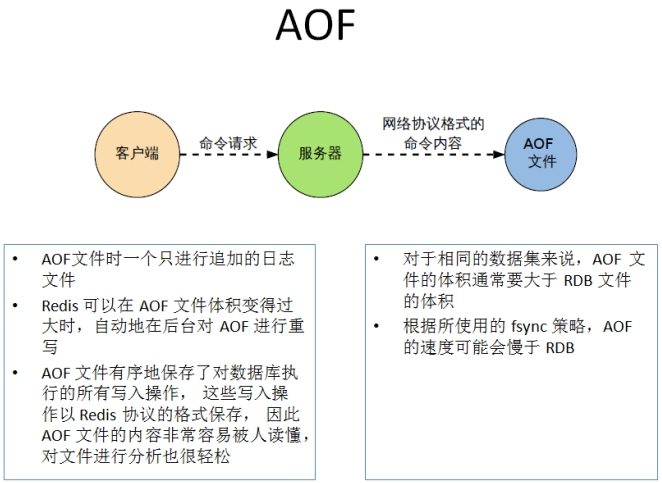 AOF
客户端
命令请求
服务器
网络协议格式的
命令内容
AOF
文件
• AOF文件时一个只进行追加的日志
文件
• Redis 可以在 AOF 文件体积变得过
大时，自动地在后台对 AOF 进行重
写
• AOF 文件有序地保存了对数据库执
行的所有写入操作， 这些写入操
作以 Redis 协议的格式保存， 因此
AOF 文件的内容非常容易被人读懂，
对文件进行分析也很轻松
• 对于相同的数据集来说，AOF 文
件的体积通常要大于 RDB 文件
的体积
• 根据所使用的 fsync 策略，AOF
的速度可能会慢于 RDB